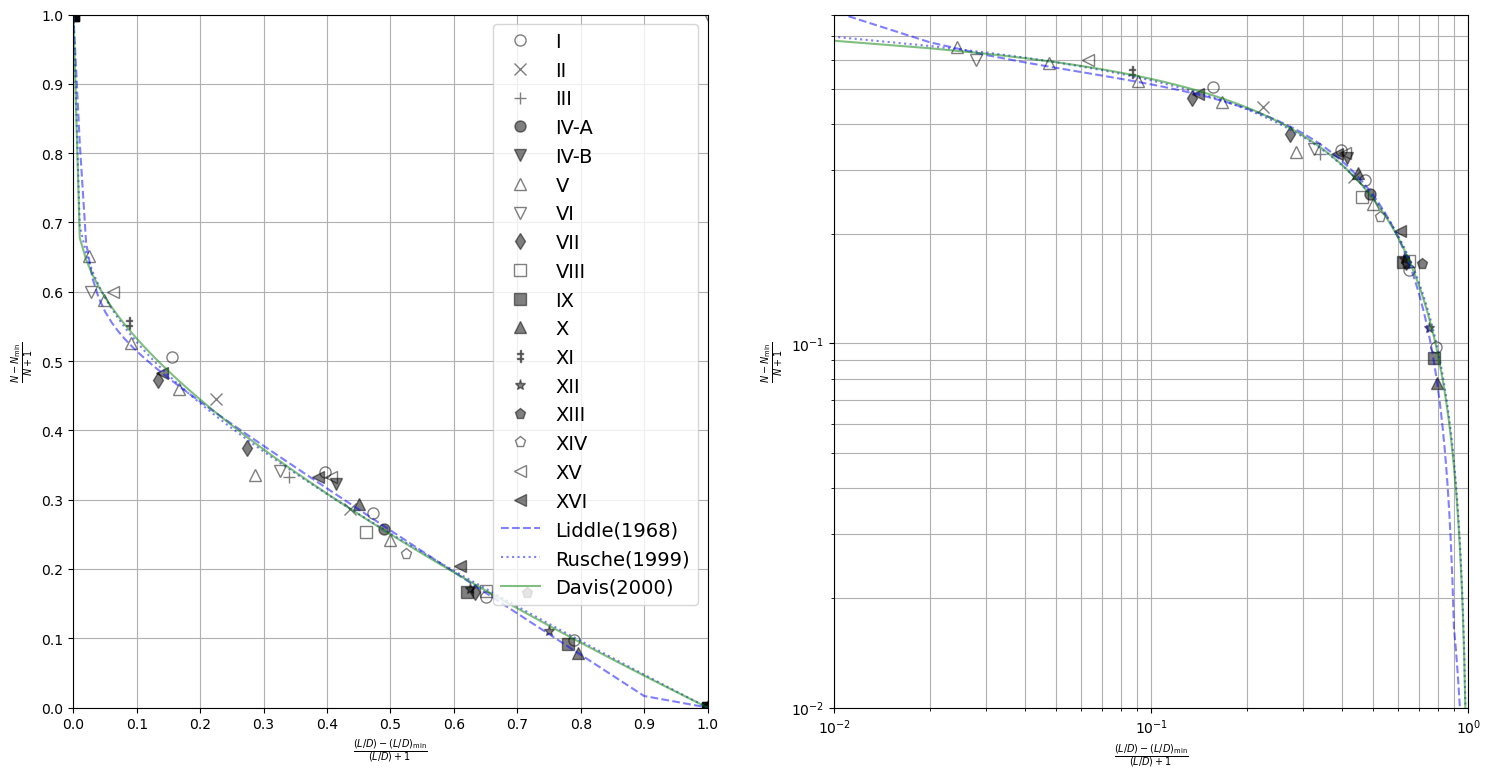 1.0
0.9
0.8
0.7
0.6
0.5
0.4
0.3
0.2
0.1
0.0
0.0 0.1 0.2 0.3 0.4 0.5 0.6 0.7 0.8 0.9 1.0
N − N_min / N + 1
(L/D) − (L/D)_min / (L/D) + 1
I
II
III
IV-A
IV-B
V
VI
VII
VIII
IX
X
XI
XII
XIII
XIV
XV
XVI
Liddle(1968)
Rusche(1999)
Davis(2000)
10⁻¹
10⁻²
10⁻² 10⁻¹ 10⁰
N − N_min / N + 1
(L/D) − (L/D)_min / (L/D) + 1